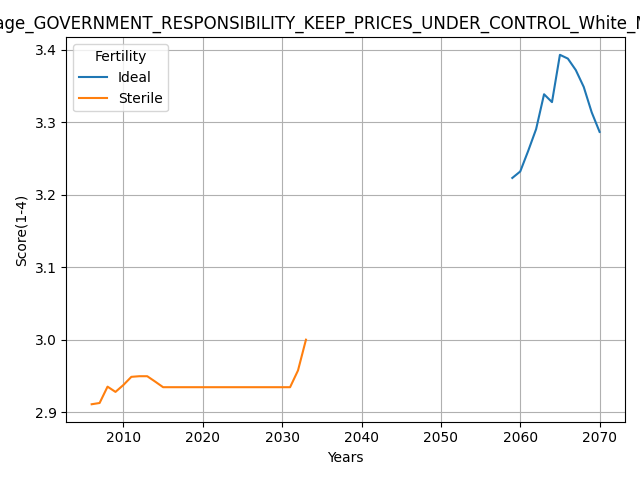 age_GOVERNMENT_RESPONSIBILITY_KEEP_PRICES_UNDER_CONTROL_White_
Fertility
Ideal
Sterile
3.4
3.3
3.2
3.1
3.0
2.9
Score(1-4)
2010 2020 2030 2040 2050 2060 2070
Years